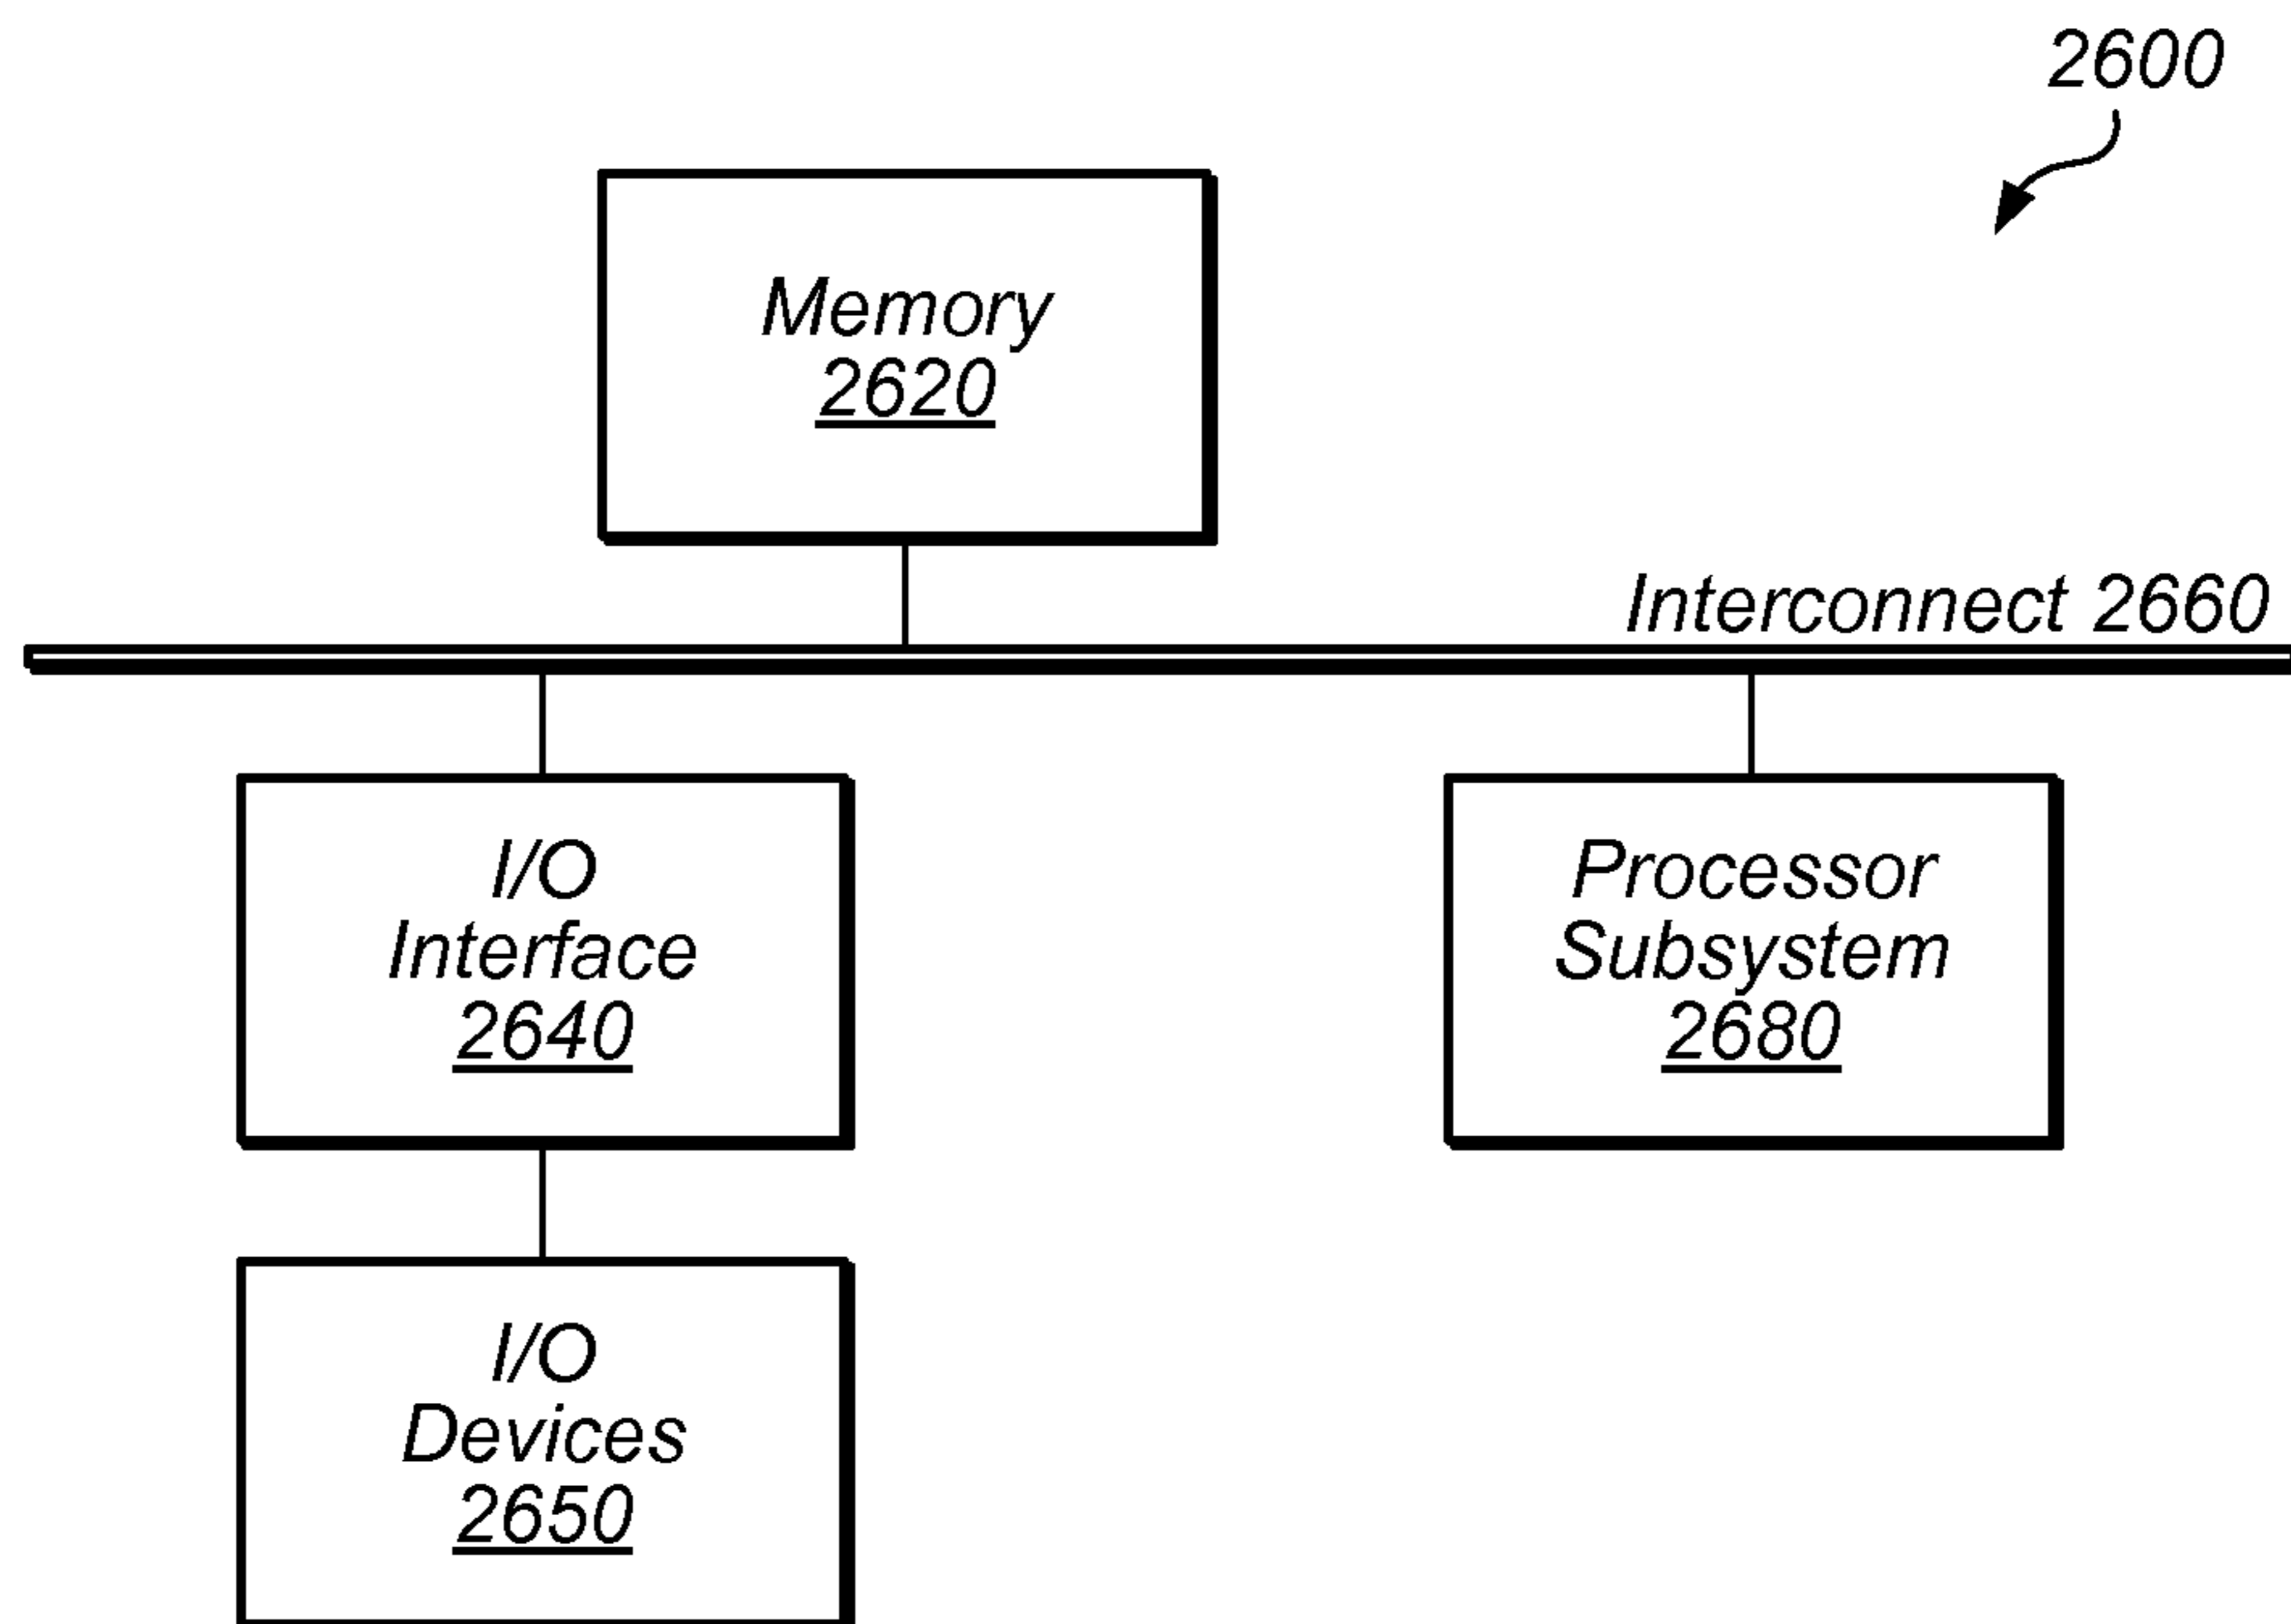 2600
Memory
2620
Interconnect 2660
I/O
Interface
2640
Processor
Subsystem
2680
I/O
Devices
2650